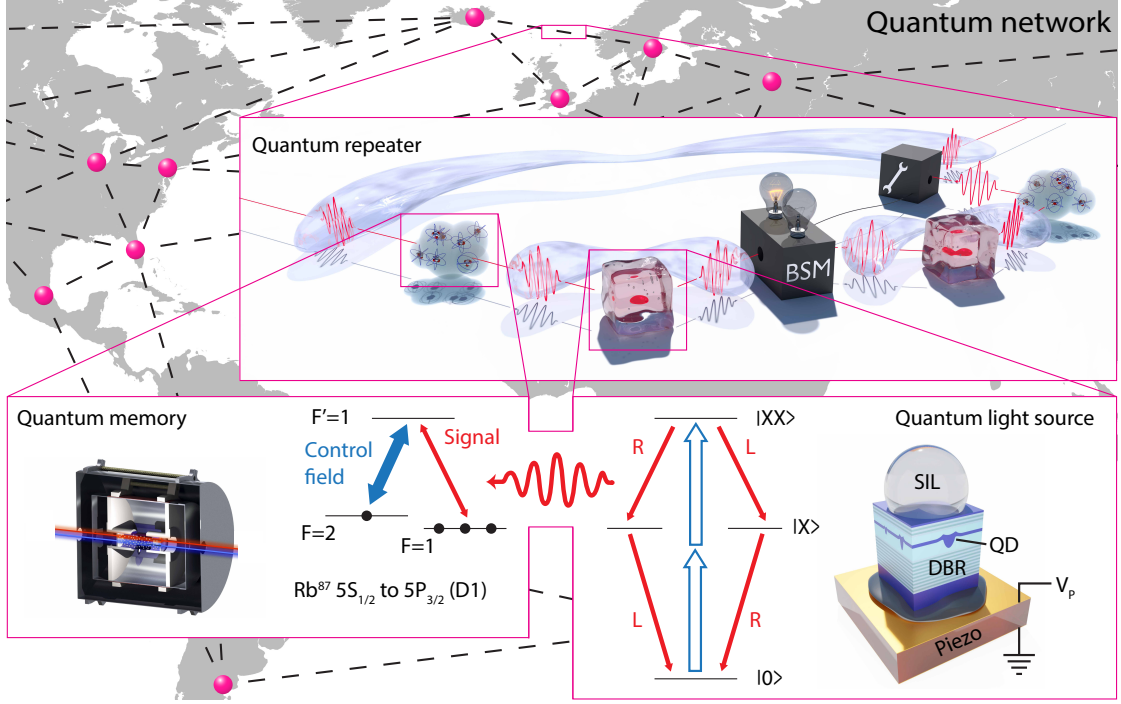 Quantum network
Quantum repeater
BSM
Quantum memory
F'=1
Control
field
Signal
F=2
F=1
Rb⁸⁷ 5S₁/₂ to 5P₃/₂ (D1)
Quantum light source
|XX>
R
L
|X>
L
R
|0>
SIL
QD
DBR
Piezo
Vₚ